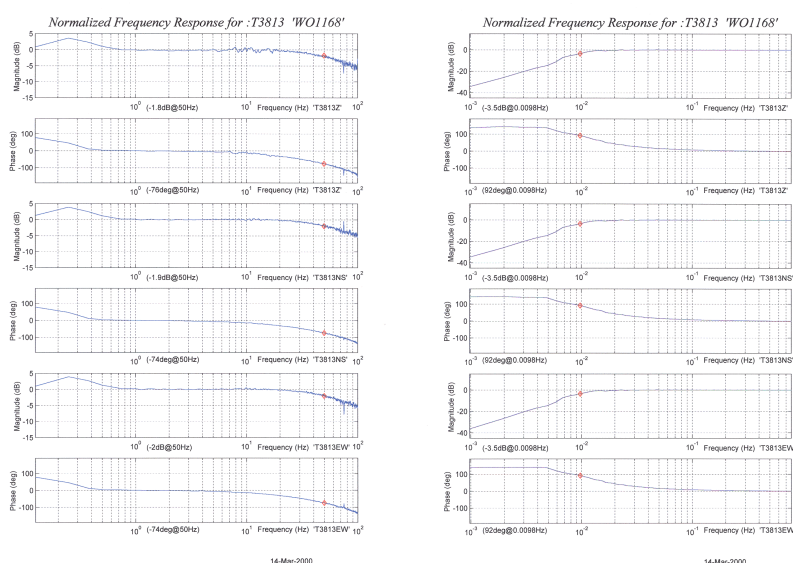 Normalized Frequency Response for :T3813 'WO1168'
Magnitude (dB)
5
0
-5
-10
-15
10^0
10^1
10^2
(-1.8dB@50Hz)
Frequency (Hz) 'T3813Z'
Phase (deg)
100
0
-100
10^0
10^1
10^2
(-76deg@50Hz)
Frequency (Hz) 'T3813Z'
Magnitude (dB)
5
0
-5
-10
-15
10^0
10^1
10^2
(-1.9dB@50Hz)
Frequency (Hz) 'T3813NS'
Phase (deg)
100
0
-100
10^0
10^1
10^2
(-74deg@50Hz)
Frequency (Hz) 'T3813NS'
Magnitude (dB)
5
0
-5
-10
-15
10^0
10^1
10^2
(-2dB@50Hz)
Frequency (Hz) 'T3813EW'
Phase (deg)
100
0
-100
10^0
10^1
10^2
(-74deg@50Hz)
Frequency (Hz) 'T3813EW'
14-Mar-2000
Normalized Frequency Response for :T3813 'WO1168'
Magnitude (dB)
0
-20
-40
10^-3
10^-2
10^-1
(-3.5dB@0.0098Hz)
Frequency (Hz) 'T3813Z'
Phase (deg)
100
0
-100
10^-3
10^-2
10^-1
(92deg@0.0098Hz)
Frequency (Hz) 'T3813Z'
Magnitude (dB)
0
-20
-40
10^-3
10^-2
10^-1
(-3.5dB@0.0098Hz)
Frequency (Hz) 'T3813NS'
Phase (deg)
100
0
-100
10^-3
10^-2
10^-1
(92deg@0.0098Hz)
Frequency (Hz) 'T3813NS'
Magnitude (dB)
0
-20
-40
10^-3
10^-2
10^-1
(-3.5dB@0.0098Hz)
Frequency (Hz) 'T3813EW
Phase (deg)
100
0
-100
10^-3
10^-2
10^-1
(92deg@0.0098Hz)
Frequency (Hz) 'T3813EW
14-Mar-2000